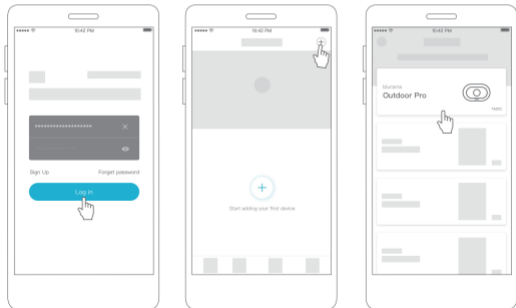 10:42 PM
Sign Up
Forget password
Log in
10:42 PM
Start adding your first device
10:42 PM
Outdoor Pro